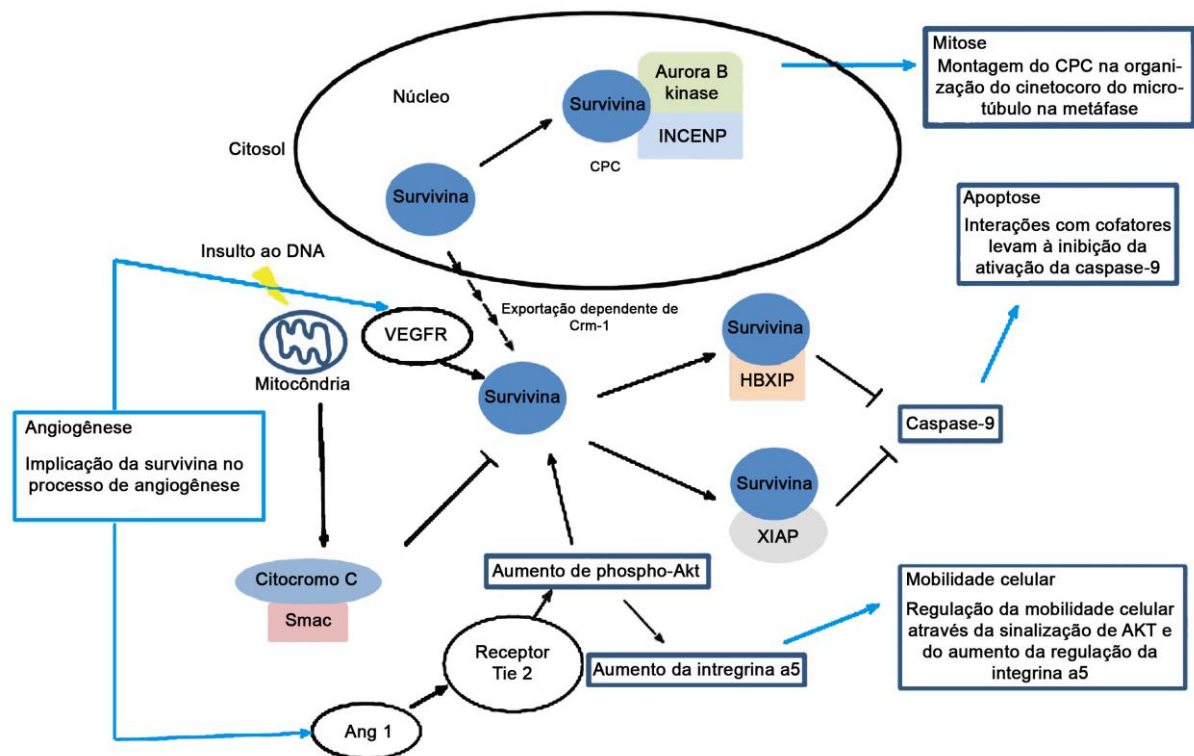 Mitose
Montagem do CPC na organi-
zação do cinetocoro do micro-
túbulo na metáfase
Núcleo
Survivina
Aurora B
kinase
INCENP
CPC
Citosol
Survivina
Apoptose
Interações com cofatores
levam à inibição da
ativação da caspase-9
Insulto ao DNA
Exportação dependente de
Crm-1
VEGFR
Mitocôndria
Survivina
Survivina
HBXIP
Caspase-9
Angiogênese
Implicação da survivina no
processo de angiogênese
Survivina
XIAP
Citocromo C
Smac
Aumento de phospho-Akt
Receptor
Tie 2
Aumento da intregrina a5
Mobilidade celular
Regulação da mobilidade celular
através da sinalização de AKT e
do aumento da regulação da
integrina a5
Ang 1